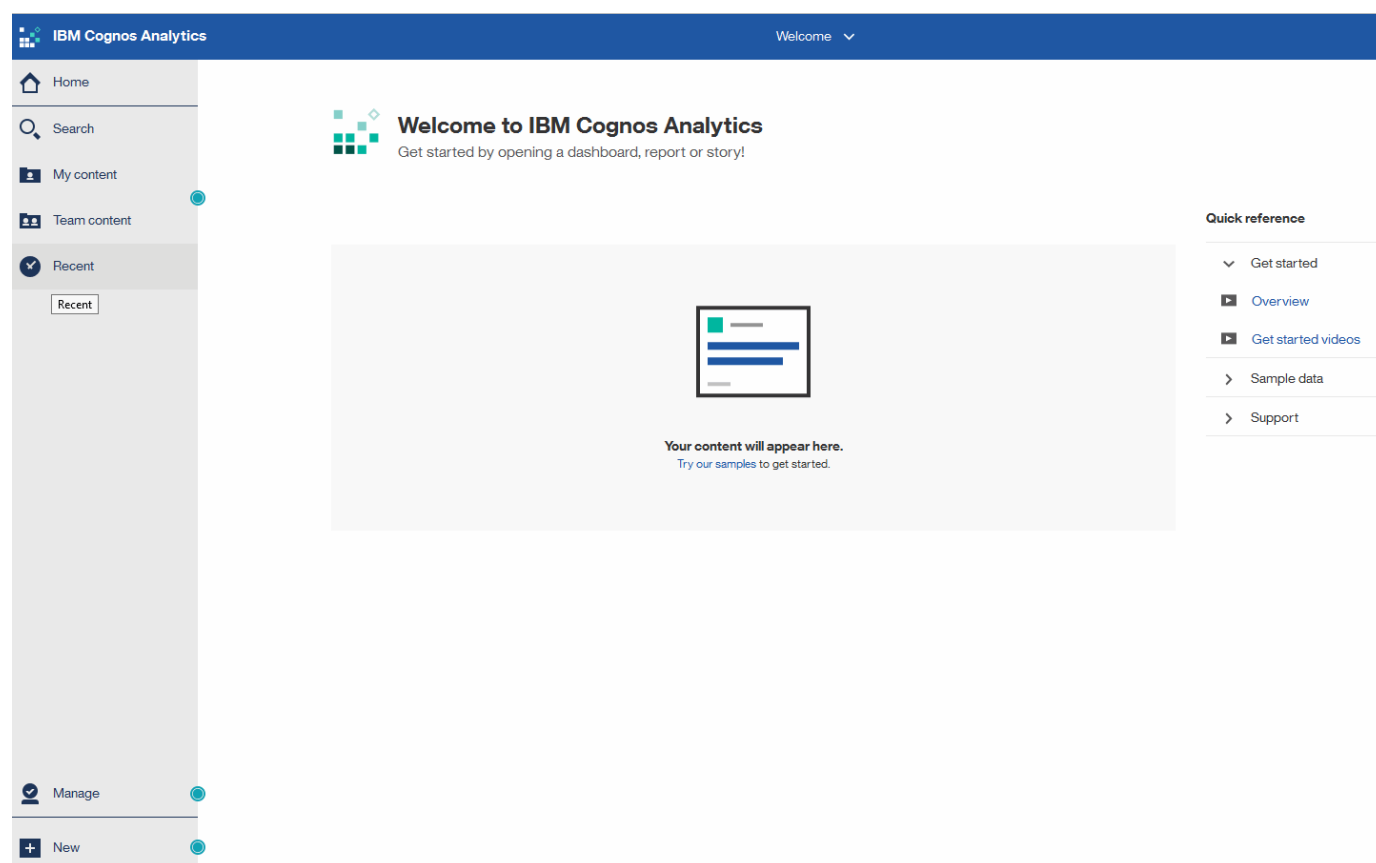 IBM Cognos Analytics
Welcome
Home
Search
My content
Team content
Recent
Recent
Manage
New
Welcome to IBM Cognos Analytics
Get started by opening a dashboard, report or story!
Your content will appear here.
Try our samples to get started.
Quick reference
Get started
Overview
Get started videos
Sample data
Support